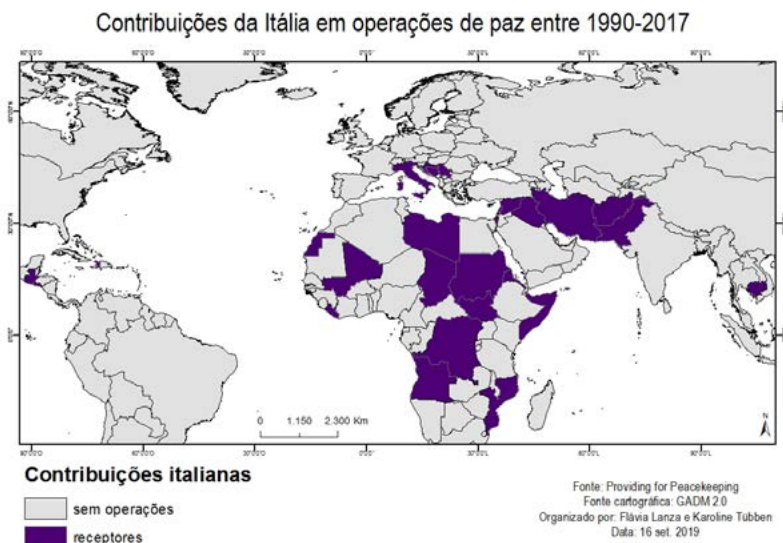 Contribuições da Itália em operações de paz entre 1990-2017
0 1.150 2.300 Km
N
Contribuições italianas
sem operações
receptores
Fonte: Providing for Peacekeeping
Fonte cartográfica: GADM 2.0
Organizado por: Flávia Lanza e Karoline Tübben
Data: 16 set. 2019